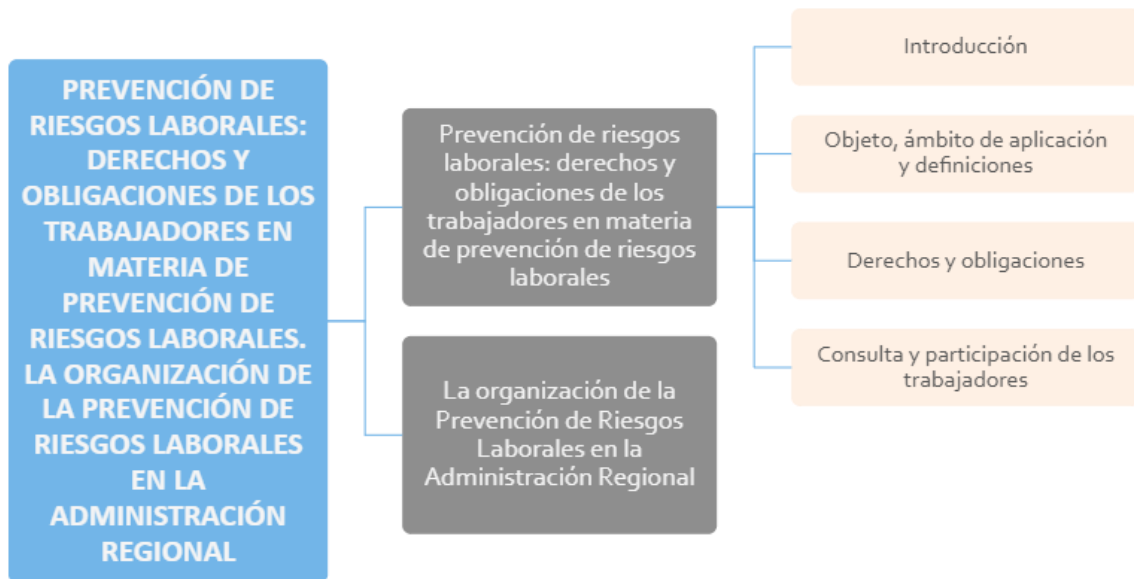 PREVENCIÓN DE
RIESGOS LABORALES:
DERECHOS Y
OBLIGACIONES DE LOS
TRABAJADORES EN
MATERIA DE
PREVENCIÓN DE
RIESGOS LABORALES.
LA ORGANIZACIÓN DE
LA PREVENCIÓN DE
RIESGOS LABORALES
EN LA
ADMINISTRACIÓN
REGIONAL
Prevención de riesgos
laborales: derechos y
obligaciones de los
trabajadores en materia
de prevención de riesgos
laborales
Introducción
Objeto, ámbito de aplicación
y definiciones
Derechos y obligaciones
Consulta y participación de los
trabajadores
La organización de la
Prevención de Riesgos
Laborales en la
Administración Regional